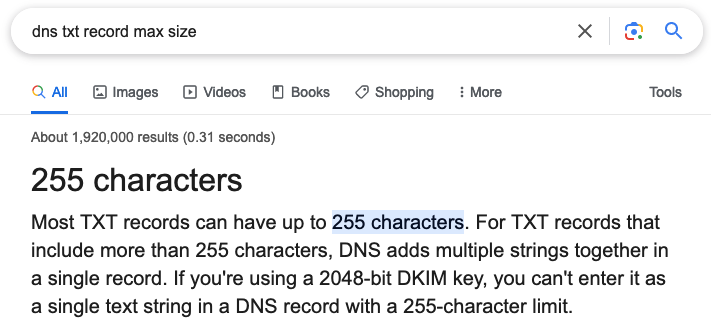 dns txt record max size
All Images Videos Books Shopping More Tools
About 1,920,000 results (0.31 seconds)
255 characters
Most TXT records can have up to 255 characters. For TXT records that
include more than 255 characters, DNS adds multiple strings together in
a single record. If you're using a 2048-bit DKIM key, you can't enter it as
a single text string in a DNS record with a 255-character limit.